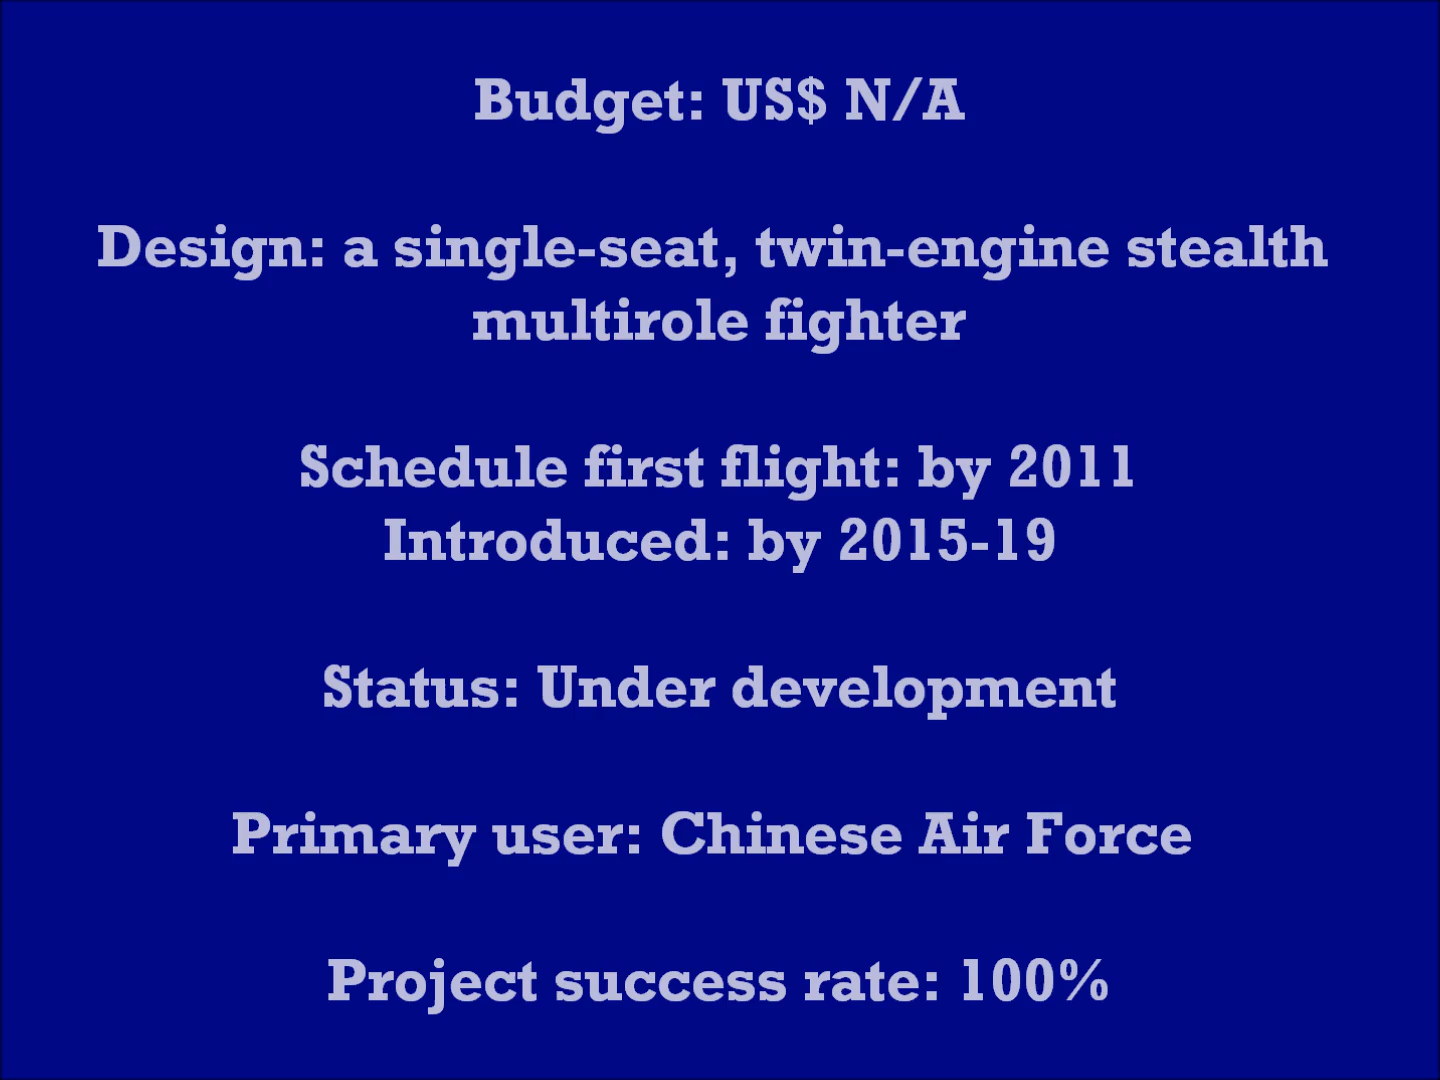 Budget: US$ N/A
Design: a single-seat, twin-engine stealth
multirole fighter
Schedule first flight: by 2011
Introduced: by 2015-19
Status: Under development
Primary user: Chinese Air Force
Project success rate: 100%